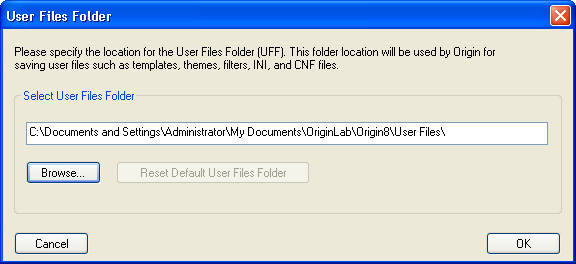 User Files Folder
Please specify the location for the User Files Folder (UFF). This folder location will be used by Origin for
saving user files such as templates, themes, filters, INI, and CNF files.
Select User Files Folder
C:\Documents and Settings\Administrator\My Documents\OriginLab\Origin8\User Files\
Browse... Reset Default User Files Folder
Cancel OK